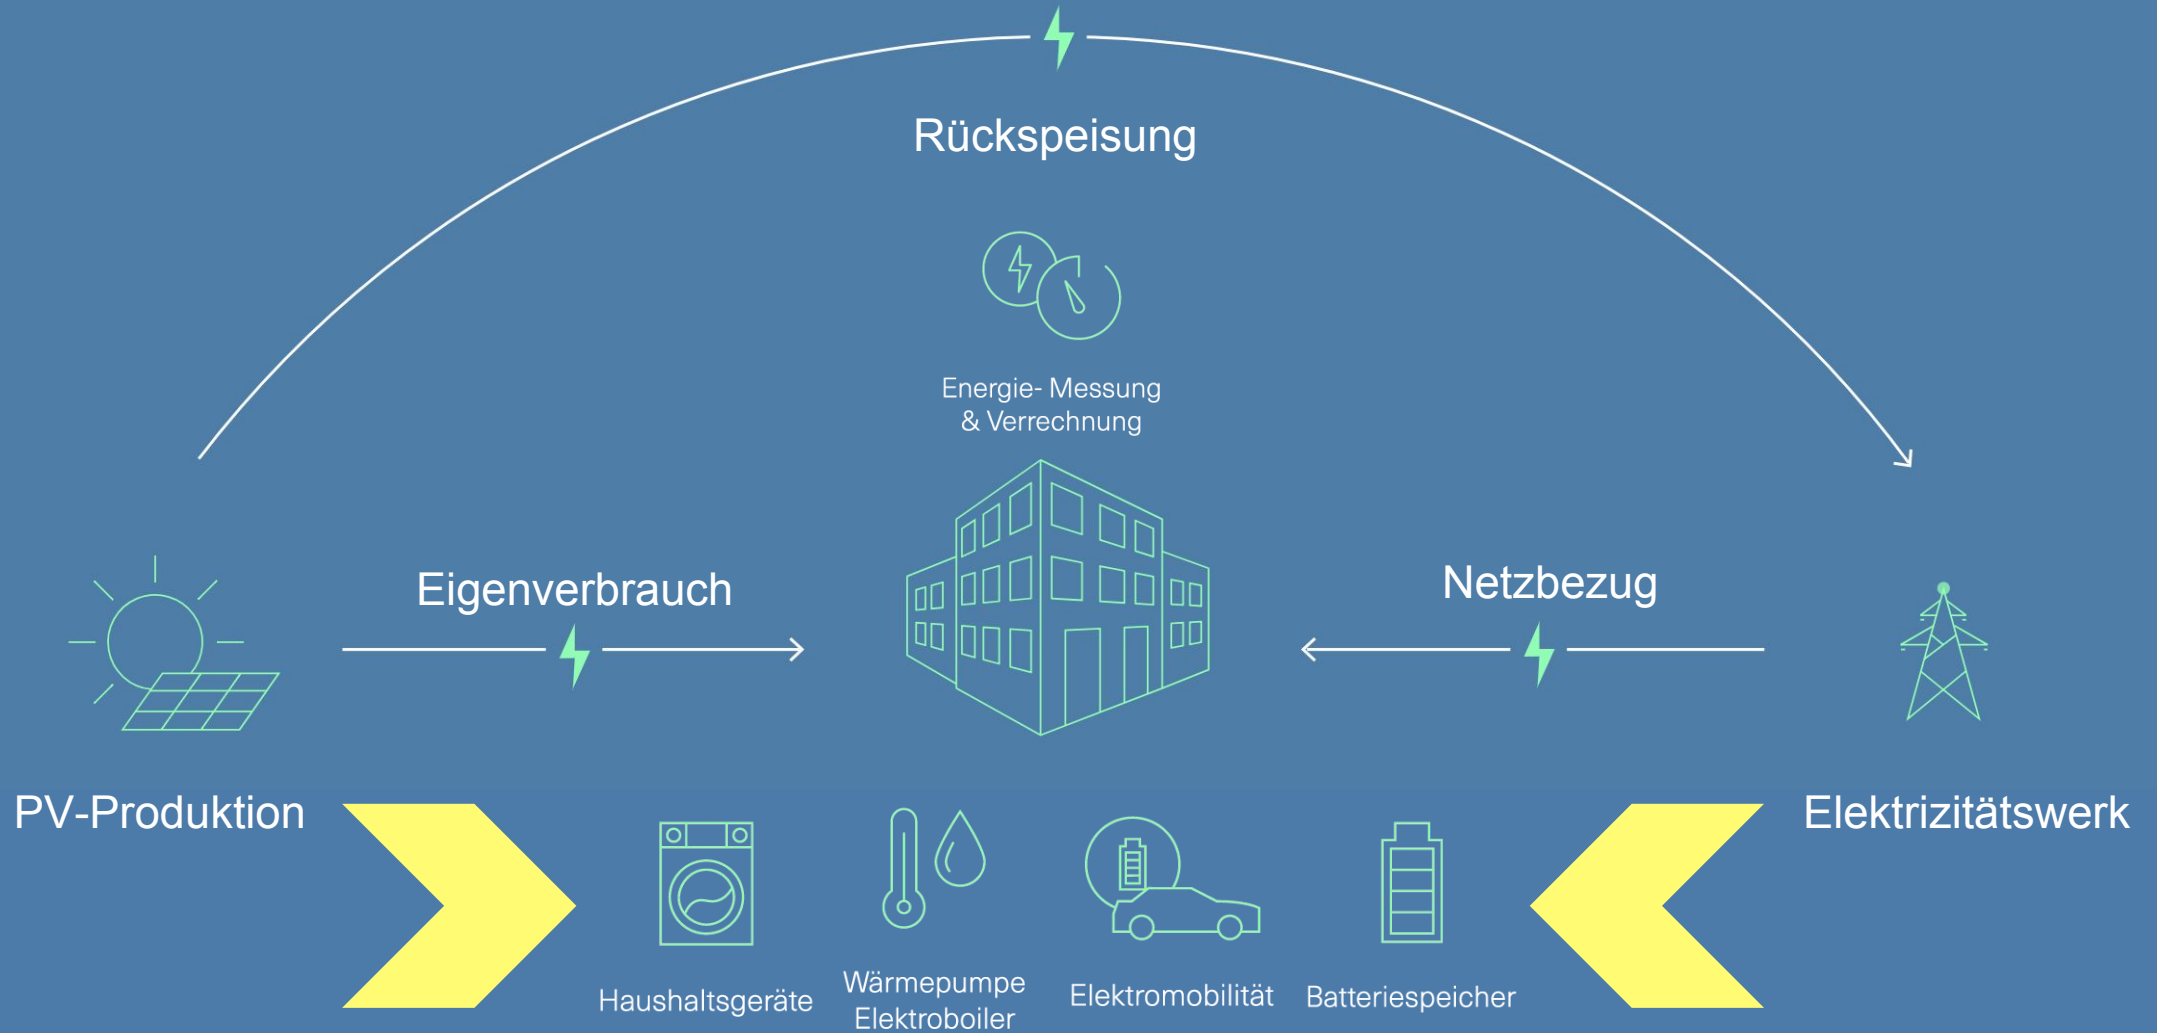 Rückspeisung
Energie- Messung
& Verrechnung
Eigenverbrauch
Netzbezug
PV-Produktion
Elektrizitätswerk
Haushaltsgeräte
Wärmepumpe
Elektroboiler
Elektromobilität
Batteriespeicher